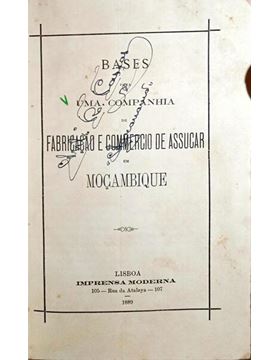 BASES
UMA COMPANHIA
DE
FABRICAÇÃO E COMMERCIO DE ASSUCAR
EM
MOÇAMBIQUE
LISBOA
IMPRENSA MODERNA
105 — Rua da Atalaya — 107
1889